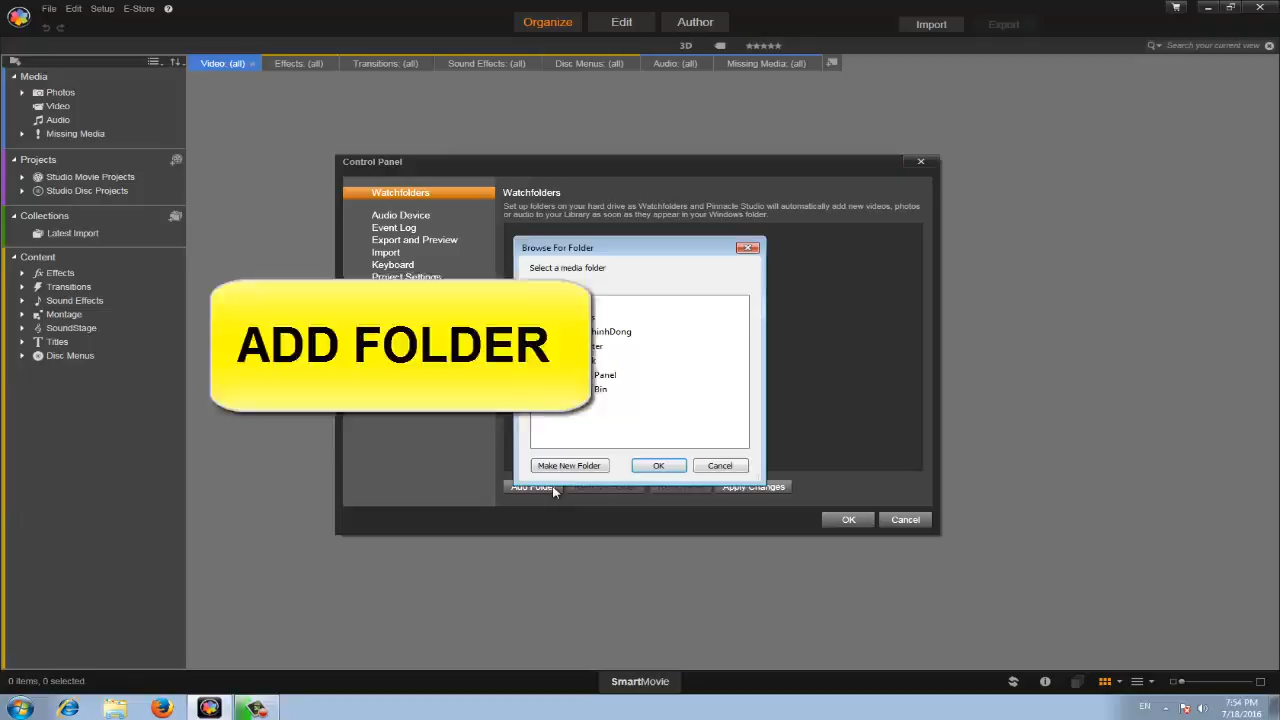 File Edit Setup E-Store
Organize Edit Author
Import Export
3D
Search your current view
Video: (all) Effects: (all) Transitions: (all) Sound Effects: (all) Disc Menus: (all) Audio: (all) Missing Media: (all)
Media
Photos
Video
Audio
Missing Media
Projects
Studio Movie Projects
Studio Disc Projects
Collections
Latest Import
Content
Effects
Transitions
Sound Effects
Montage
SoundStage
Titles
Disc Menus
Control Panel
Watchfolders
Audio Device
Event Log
Export and Preview
Import
Keyboard
Project Settings
Watchfolders
Set up folders on your hard drive as Watchfolders and Pinnacle Studio will automatically add new videos, photos
or audio to your Library as soon as they appear in your Windows folder.
Browse For Folder
Select a media folder
Panel
Bin
Make New Folder OK Cancel
ADD FOLDER
Add Folder
Apply Changes
OK Cancel
0 items, 0 selected.
SmartMovie
EN
7:54 PM
7/18/2016